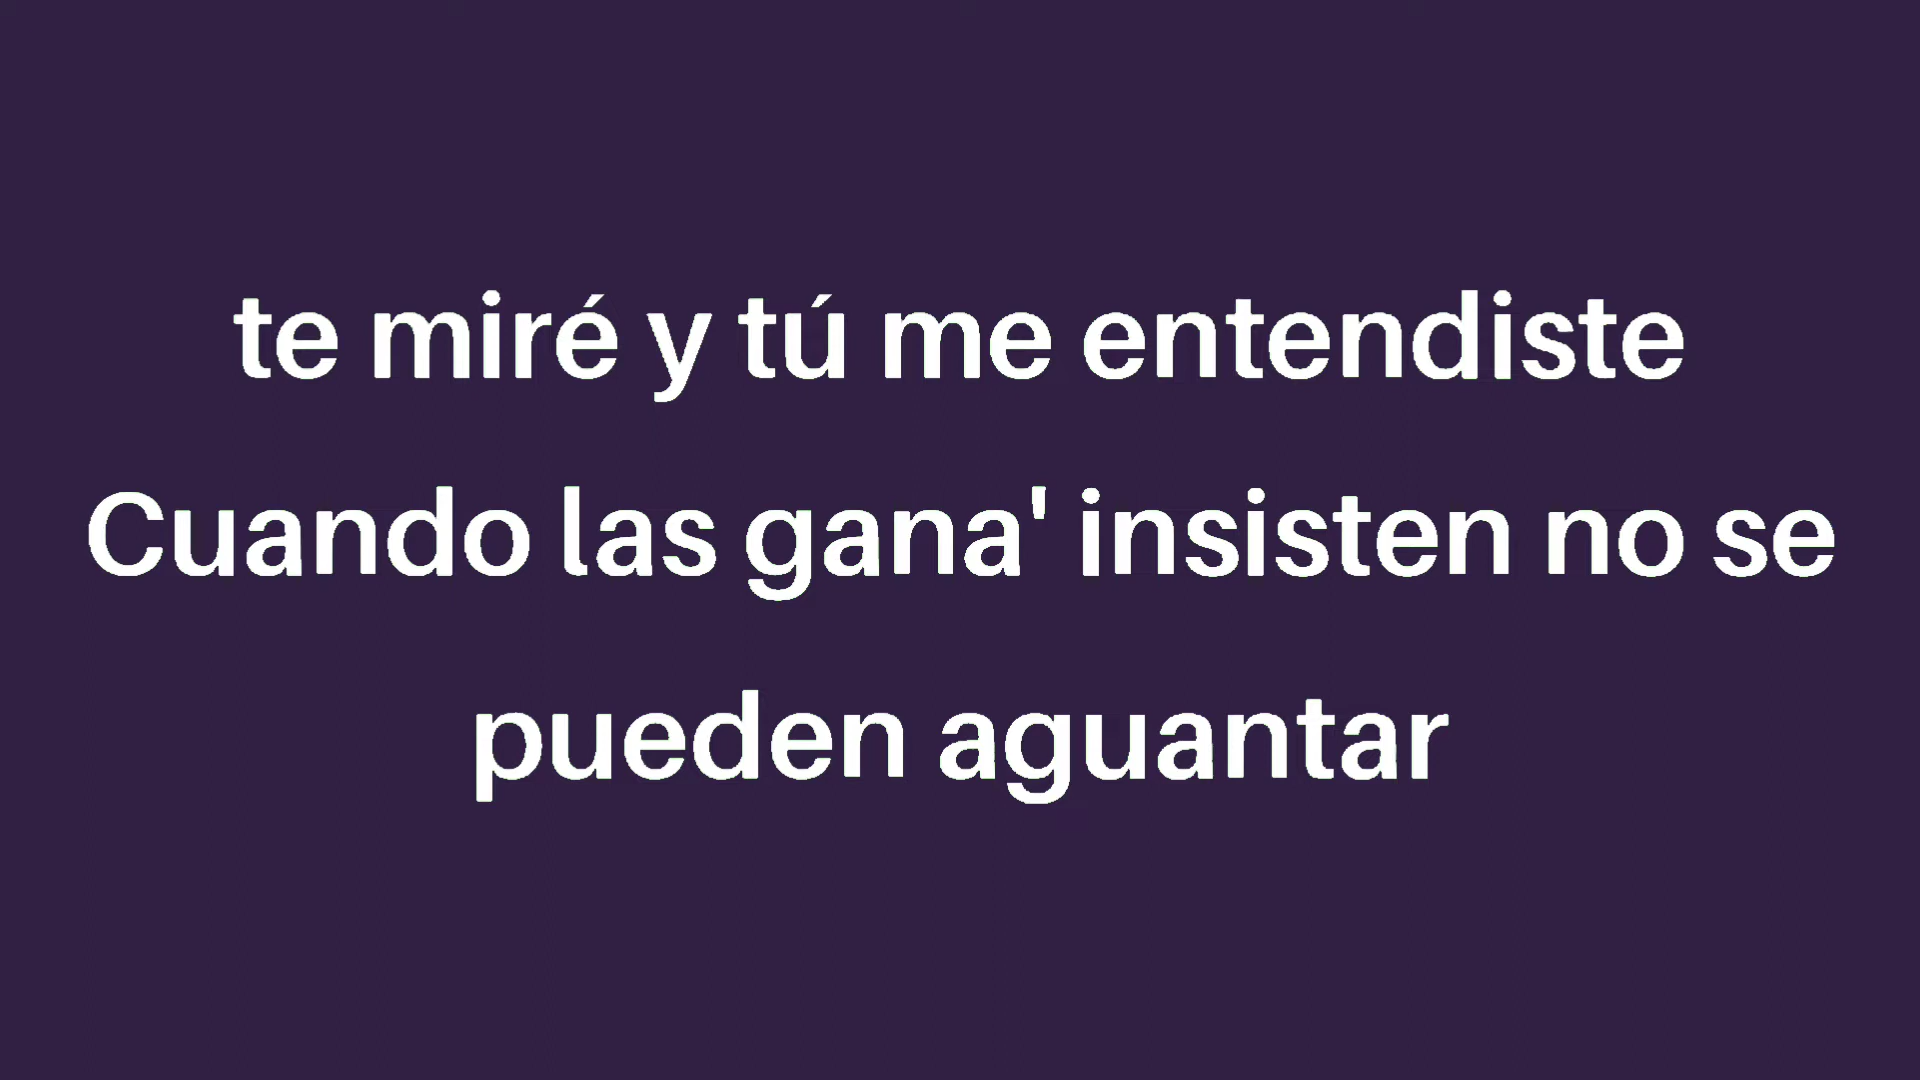 te miré y tú me entendiste
Cuando las gana' insisten no se
pueden aguantar